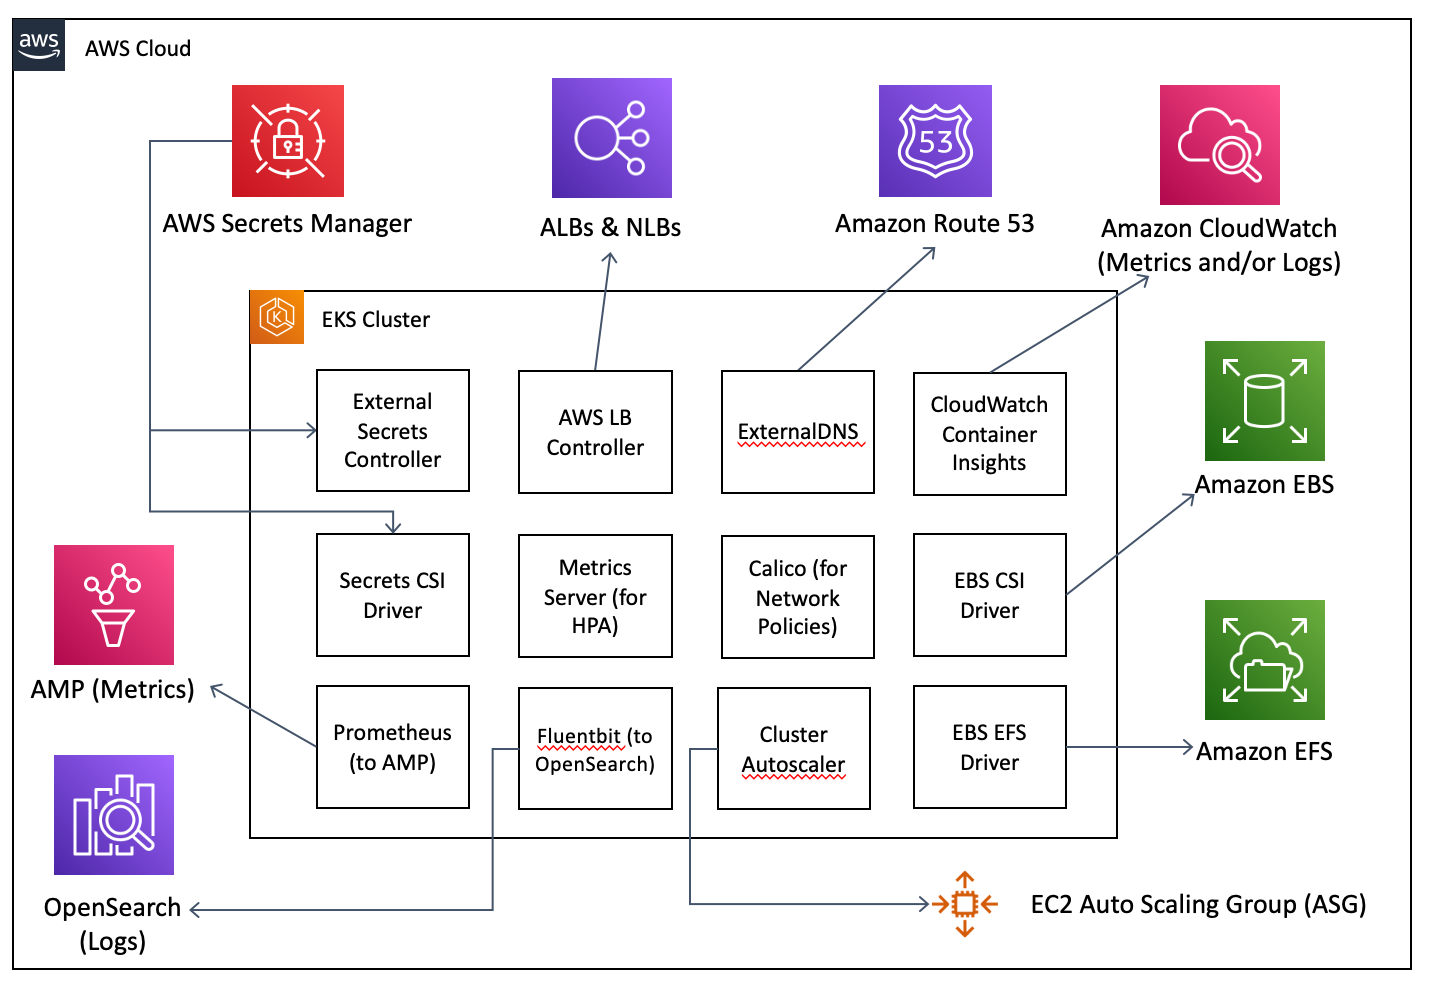 aws
AWS Cloud
AWS Secrets Manager
ALBs & NLBs
53
Amazon Route 53
Amazon CloudWatch
(Metrics and/or Logs)
K
EKS Cluster
External
Secrets
Controller
AWS LB
Controller
ExternalDNS
CloudWatch
Container
Insights
Amazon EBS
Secrets CSI
Driver
Metrics
Server (for
HPA)
Calico (for
Network
Policies)
EBS CSI
Driver
AMP (Metrics)
Prometheus
(to AMP)
Fluentbit (to
OpenSearch)
Cluster
Autoscaler
EBS EFS
Driver
Amazon EFS
OpenSearch
(Logs)
EC2 Auto Scaling Group (ASG)